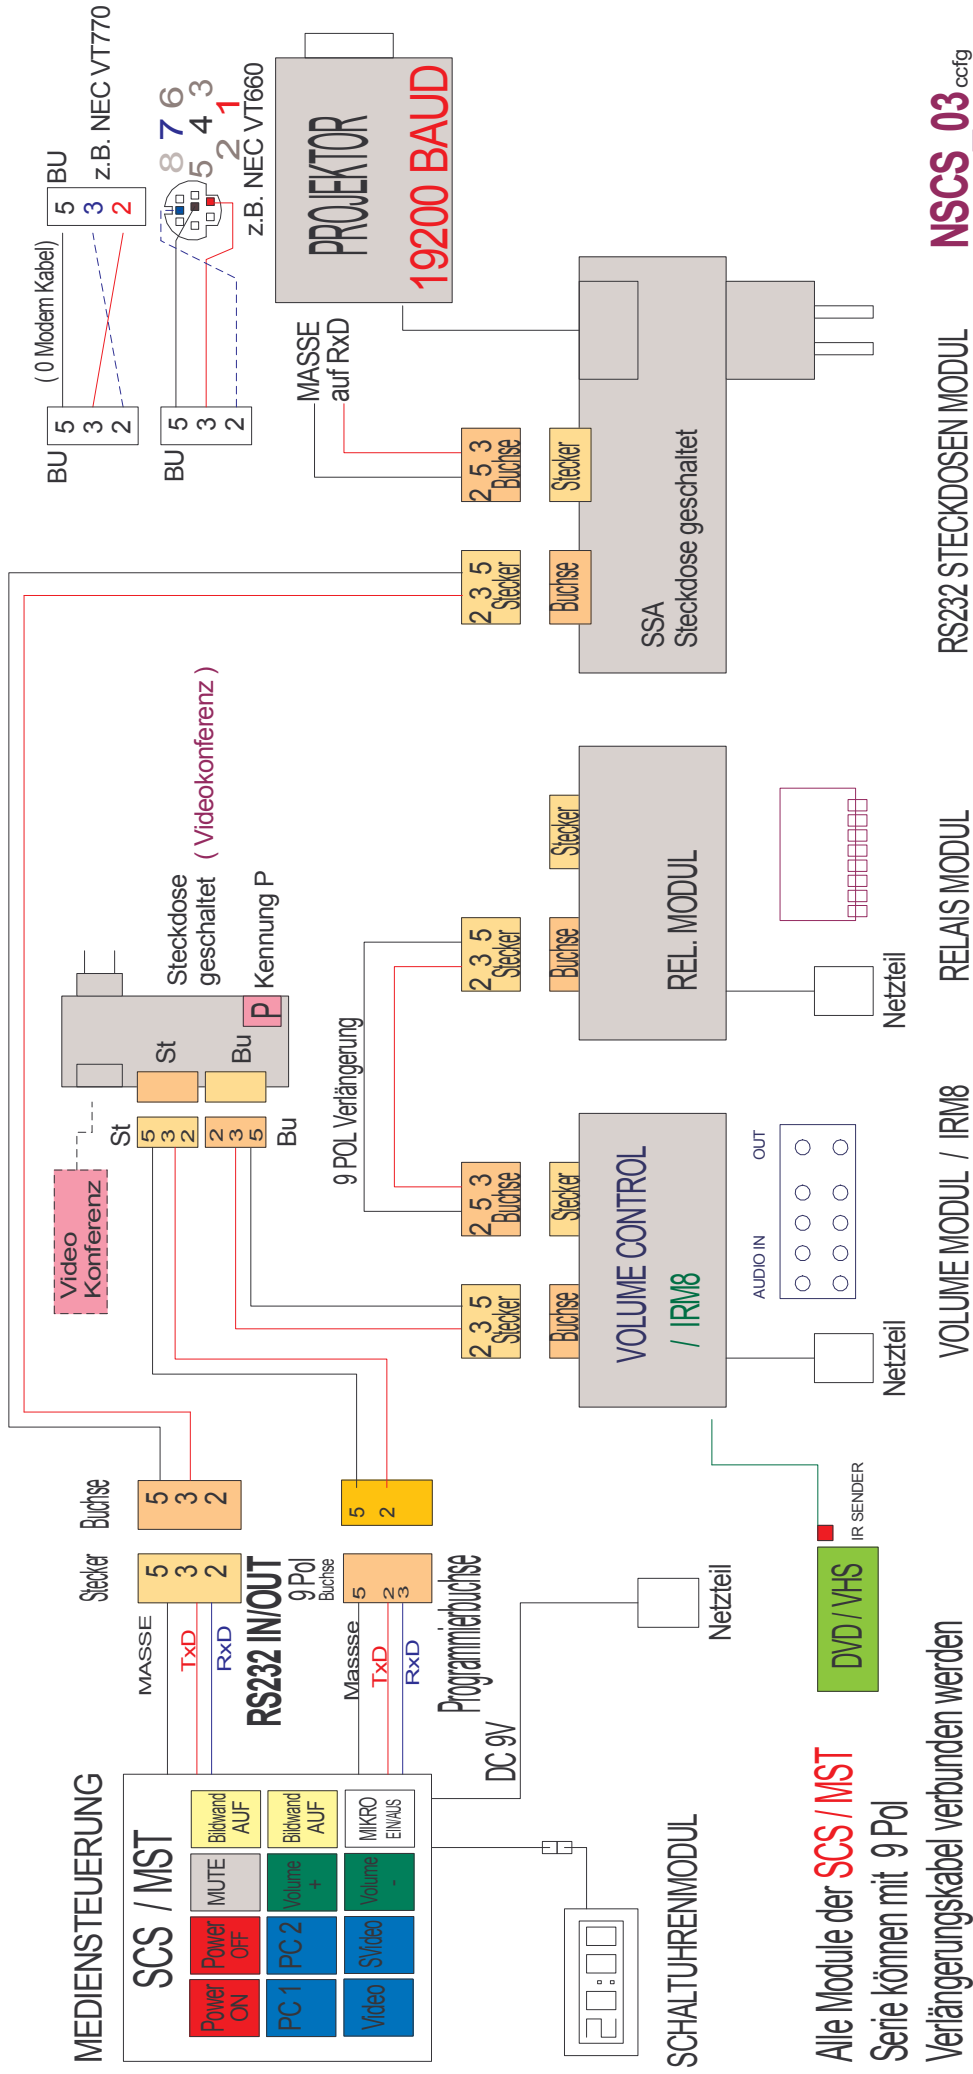 MEDIENSTEUERUNG
SCS / MST
Power ON
Power OFF
MUTE
Bildwand AUF
PC 1
PC 2
Volume +
Bildwand AUF
Video
SVideo
Volume -
MIKRO EIN/AUS
MASSE
TxD
RxD
Stecker
5
3
2
Buchse
5
3
2
RS232 IN/OUT
9 Pol
Buchse
Massse
TxD
RxD
5
2
3
5
2
Programmierbuchse
DC 9V
Netzteil
20:00
SCHALTUHRENMODUL
Video
Konferenz
St
5
3
2
2
3
5
Bu
St
Bu
P
Kennung P
Steckdose
geschaltet
( Videokonferenz )
9 POL Verlängerung
2 3 5
Stecker
2 5 3
Buchse
Buchse
Stecker
VOLUME CONTROL
/ IRM8
AUDIO IN
OUT
Netzteil
VOLUME MODUL / IRM8
DVD / VHS
IR SENDER
2 3 5
Stecker
Buchse
Stecker
REL. MODUL
Netzteil
RELAIS MODUL
2 3 5
Stecker
2 5 3
Buchse
Buchse
Stecker
SSA
Steckdose geschaltet
RS232 STECKDOSEN MODUL
MASSE
auf RxD
PROJEKTOR
19200 BAUD
BU
5
3
2
( 0 Modem Kabel)
BU
5
3
2
z.B. NEC VT770
BU
5
3
2
8 7 6
5 4 3
2 1
z.B. NEC VT660
Alle Module der SCS / MST
Serie können mit 9 Pol
Verlängerungskabel verbunden werden
NSCS_03 ccfg